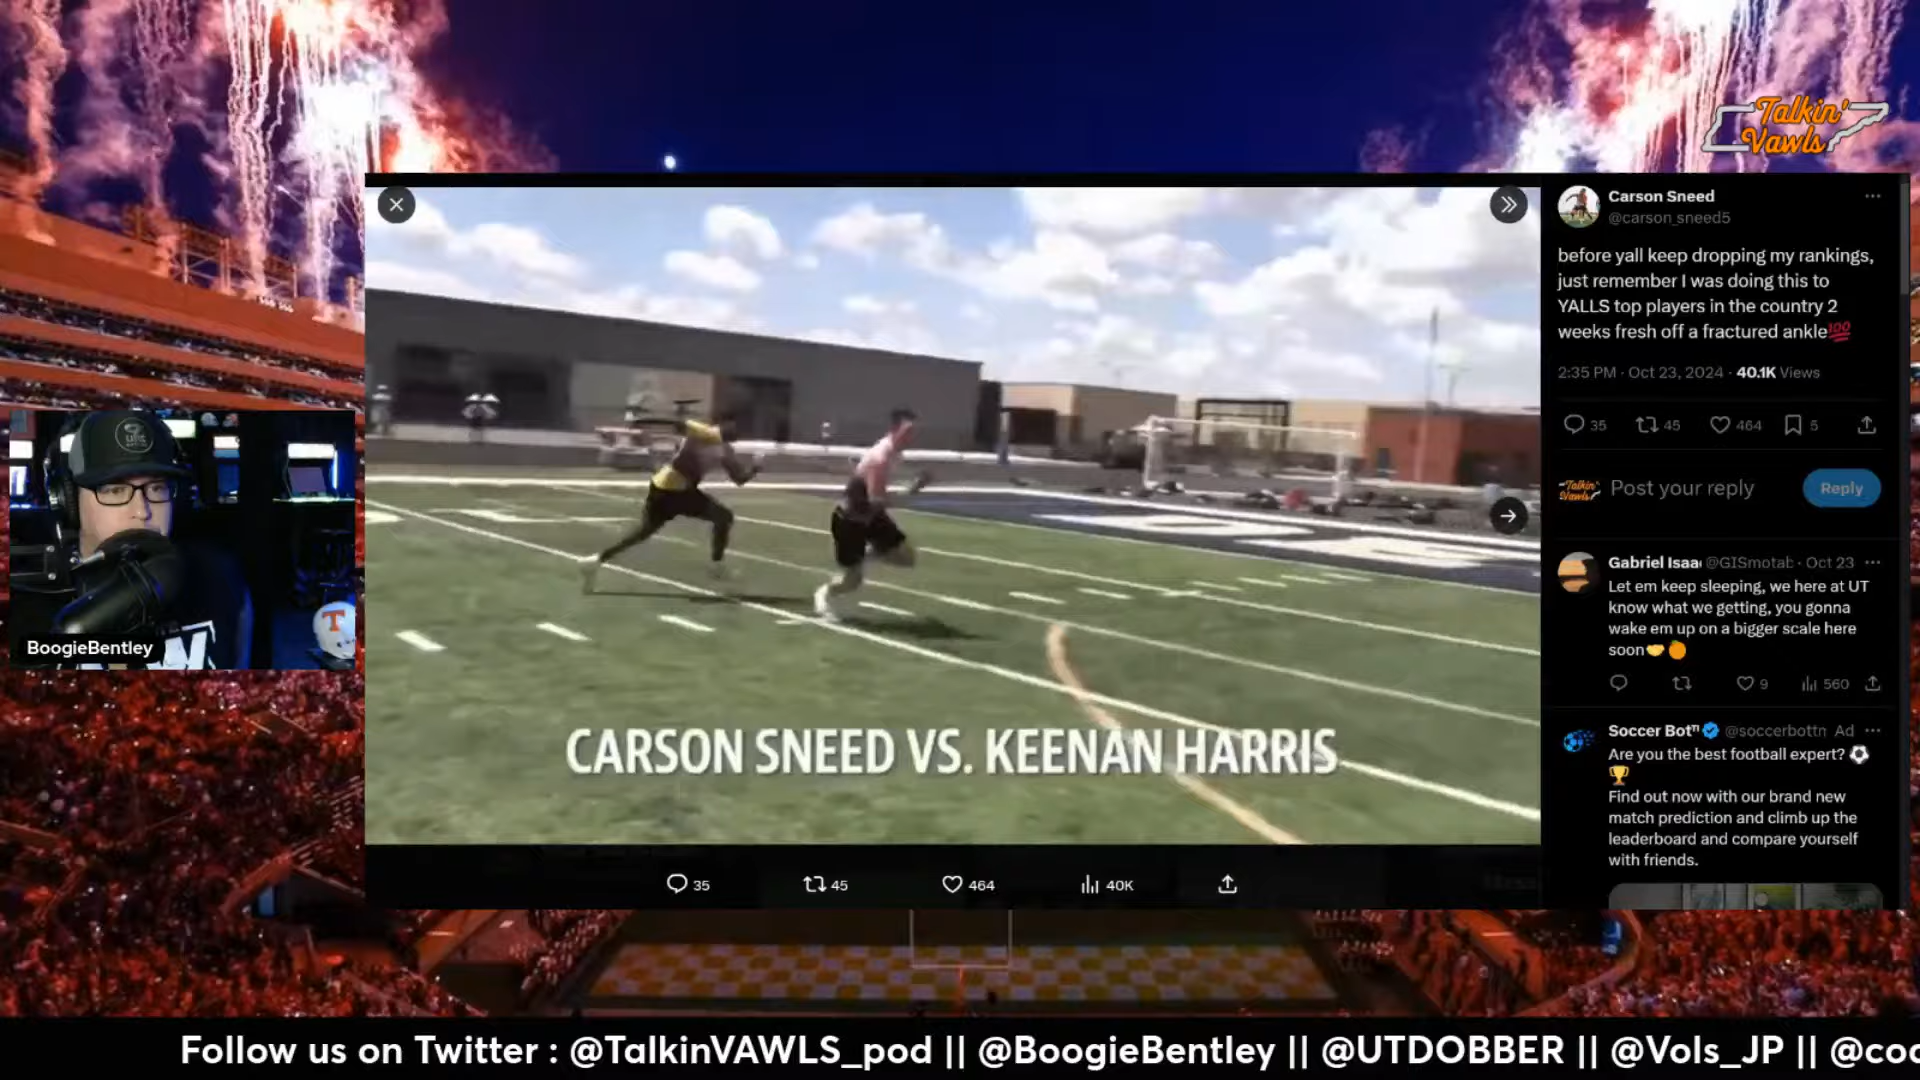 Talkin'
Vawls
Carson Sneed
@carson_sneed5
before yall keep dropping my rankings,
just remember I was doing this to
YALLS top players in the country 2
weeks fresh off a fractured ankle💯
2:35 PM · Oct 23, 2024 · 40.1K Views
35 45 464 5
Talkin'
Vawls
Post your reply
Reply
Gabriel Isaa @GISmotab · Oct 23
Let em keep sleeping, we here at UT
know what we getting, you gonna
wake em up on a bigger scale here
soon🤝🍊
9 560
Soccer Bot™ @soccerbottn Ad
Are you the best football expert? ⚽
🏆
Find out now with our brand new
match prediction and climb up the
leaderboard and compare yourself
with friends.
CARSON SNEED VS. KEENAN HARRIS
35 45 464 40K
T
BoogieBentley
Follow us on Twitter : @TalkinVAWLS_pod || @BoogieBentley || @UTDOBBER || @Vols_JP || @coc